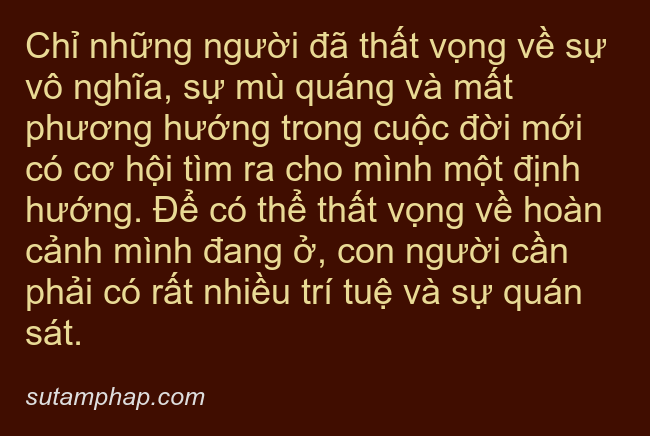 Chỉ những người đã thất vọng về sự
vô nghĩa, sự mù quáng và mất
phương hướng trong cuộc đời mới
có cơ hội tìm ra cho mình một định
hướng. Để có thể thất vọng về hoàn
cảnh mình đang ở, con người cần
phải có rất nhiều trí tuệ và sự quán
sát.
sutamphap.com